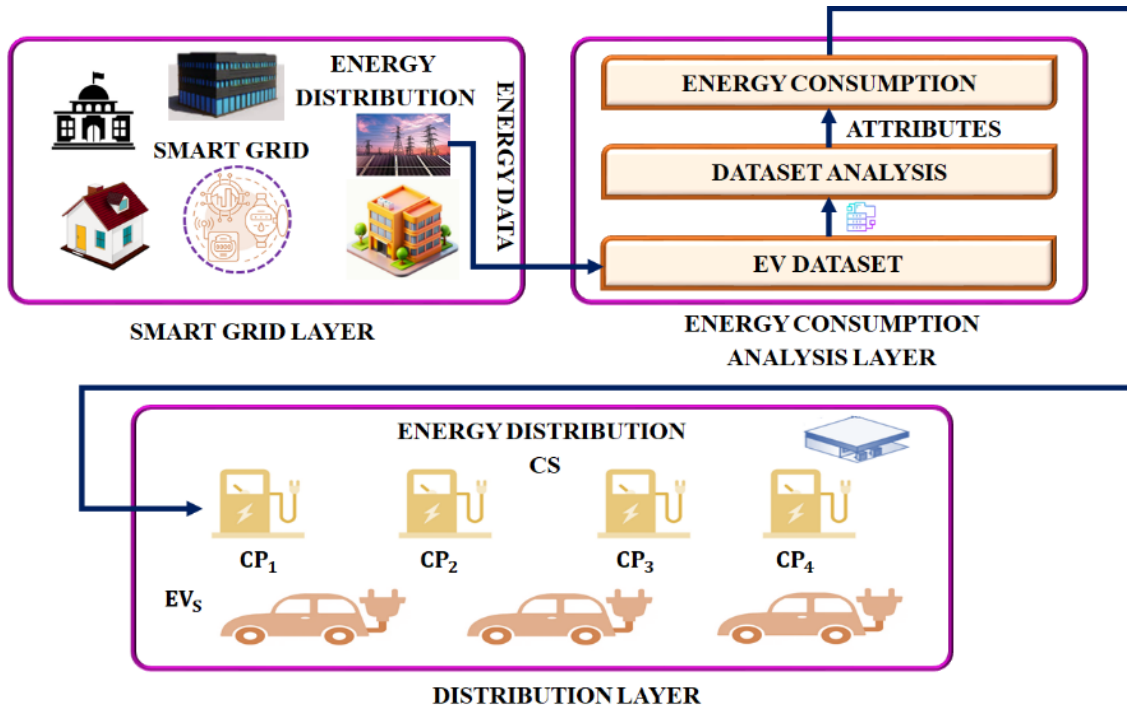 ENERGY
DISTRIBUTION
SMART GRID
ENERGY DATA
SMART GRID LAYER
ENERGY CONSUMPTION
ATTRIBUTES
DATASET ANALYSIS
EV DATASET
ENERGY CONSUMPTION
ANALYSIS LAYER
ENERGY DISTRIBUTION
CS
CP₁ CP₂ CP₃ CP₄
EVₛ
DISTRIBUTION LAYER